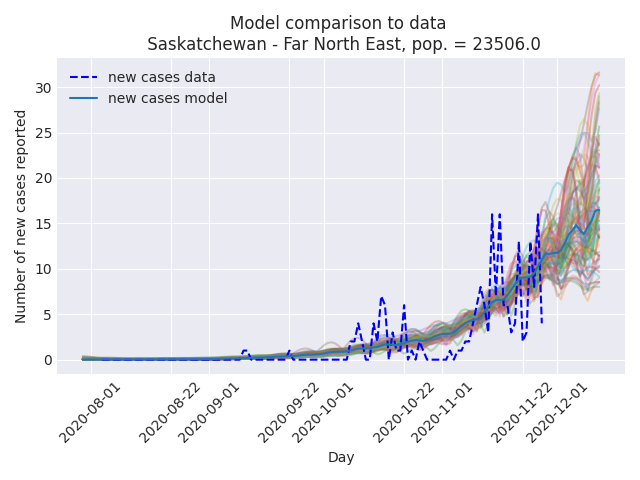 Model comparison to data
Saskatchewan - Far North East, pop. = 23506.0
new cases data
new cases model
Number of new cases reported
30
25
20
15
10
5
0
2020-08-01
2020-08-22
2020-09-01
2020-09-22
2020-10-01
2020-10-22
2020-11-01
2020-11-22
2020-12-01
Day